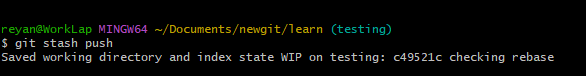 reyan@WorkLap MINGW64 ~/Documents/newgit/learn (testing)
$ git stash push
Saved working directory and index state WIP on testing: c49521c checking rebase